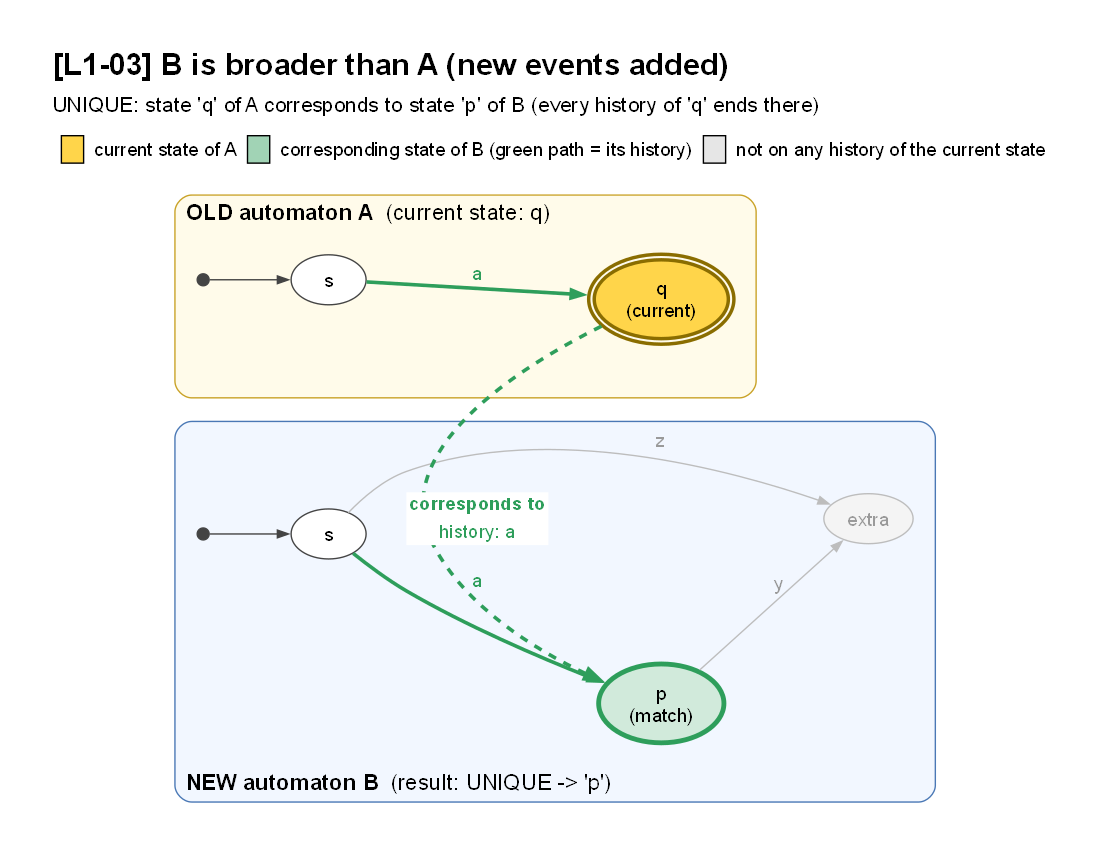 [L1-03] B is broader than A (new events added)
UNIQUE: state 'q' of A corresponds to state 'p' of B (every history of 'q' ends there)
current state of A
corresponding state of B (green path = its history)
not on any history of the current state
OLD automaton A (current state: q)
s
a
q
(current)
z
extra
corresponds to
history: a
s
a
y
p
(match)
NEW automaton B (result: UNIQUE -> 'p')